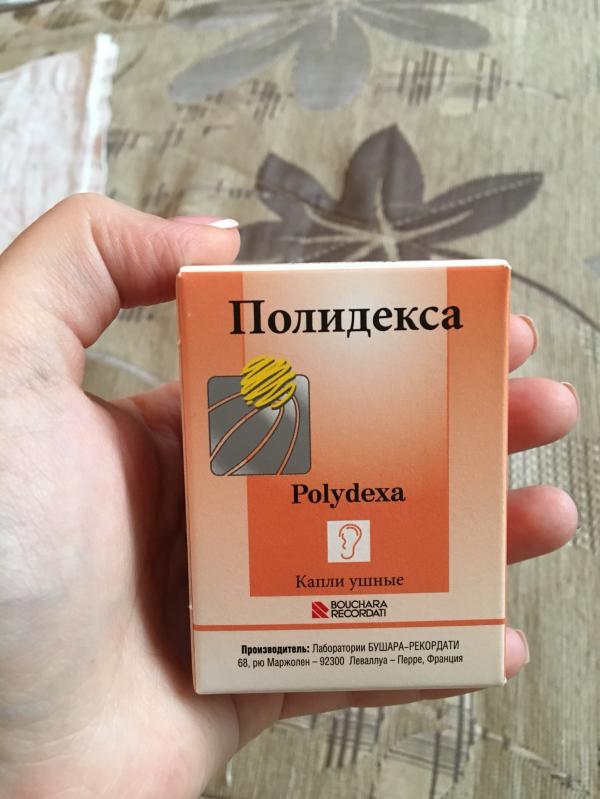 Полидекса
Polydexa
Капли ушные
BOUCHARA
RECORDATI
Производитель: Лаборатории БУШАРА-РЕКОРДАТИ
68, рю Маржолен – 92300 Леваллуа – Перре, Франция